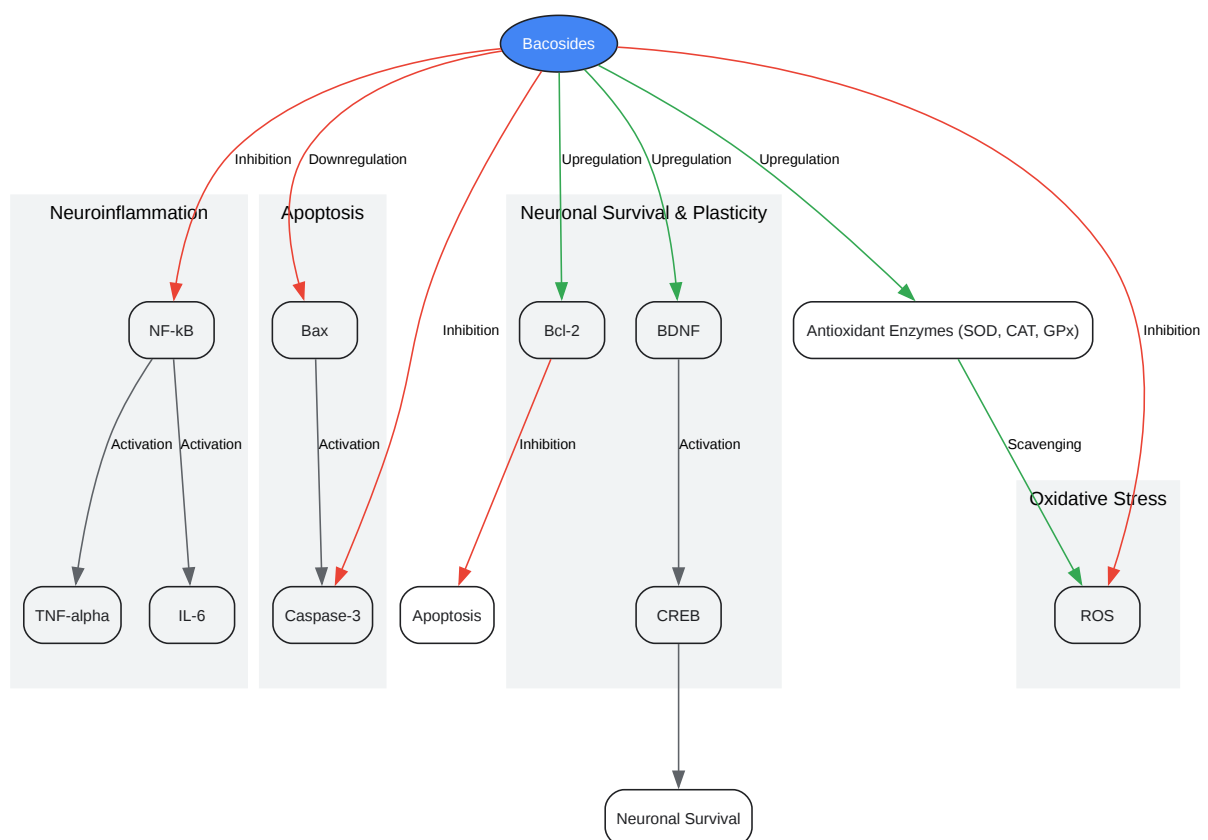 Bacosides
Inhibition
Downregulation
Upregulation
Upregulation
Upregulation
Neuroinflammation
Apoptosis
Neuronal Survival & Plasticity
NF-kB
Bax
Inhibition
Bcl-2
BDNF
Antioxidant Enzymes (SOD, CAT, GPx)
Inhibition
Activation
Activation
Activation
Inhibition
Activation
Scavenging
Oxidative Stress
TNF-alpha
IL-6
Caspase-3
Apoptosis
CREB
ROS
Neuronal Survival